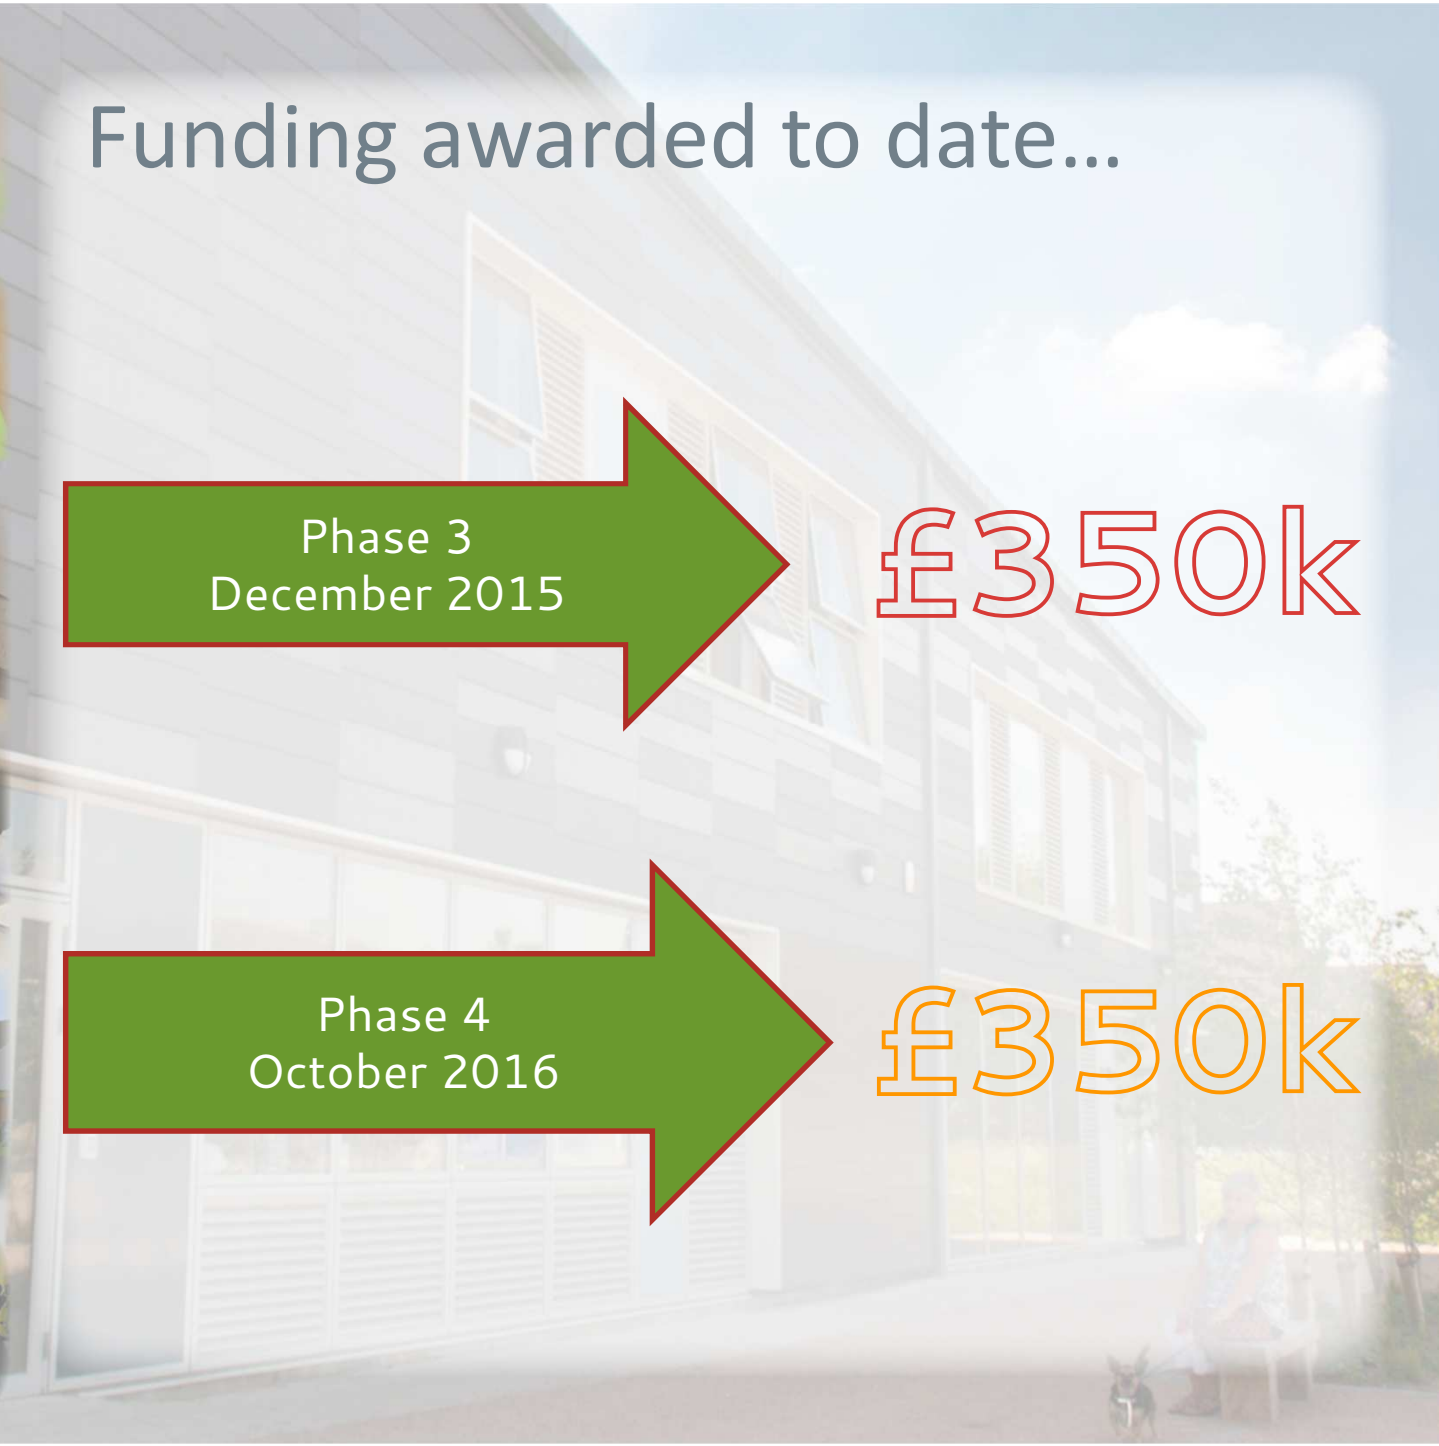 Funding awarded to date…
Phase 3
December 2015
£350k
Phase 4
October 2016
£350k